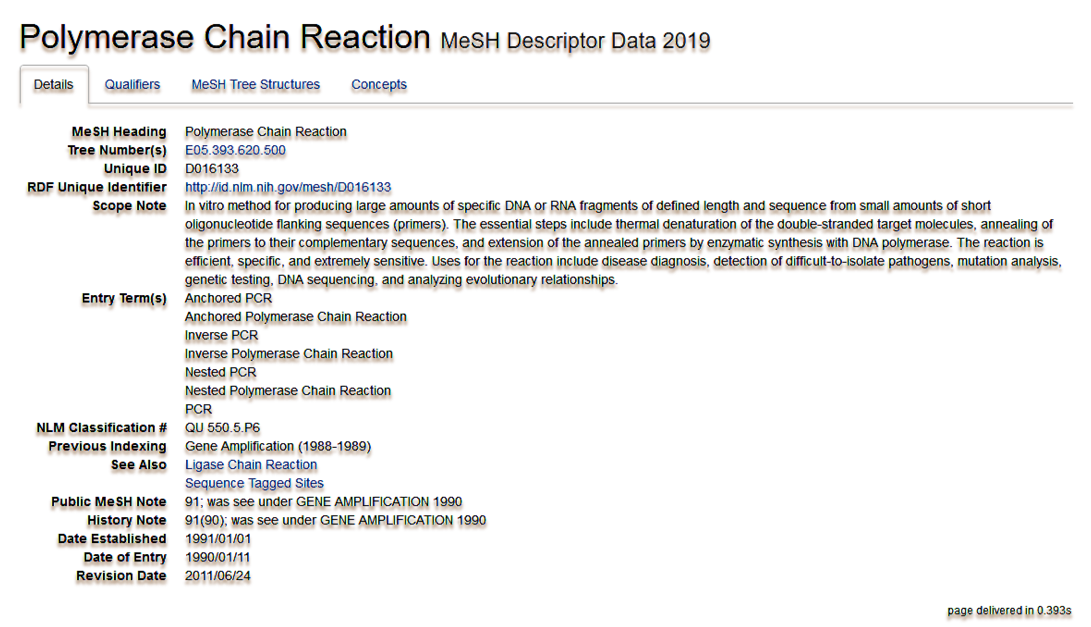 Polymerase Chain Reaction MeSH Descriptor Data 2019
Details Qualifiers MeSH Tree Structures Concepts
MeSH Heading Polymerase Chain Reaction
Tree Number(s) E05.393.620.500
Unique ID D016133
RDF Unique Identifier http://id.nlm.nih.gov/mesh/D016133
Scope Note In vitro method for producing large amounts of specific DNA or RNA fragments of defined length and sequence from small amounts of short
oligonucleotide flanking sequences (primers). The essential steps include thermal denaturation of the double-stranded target molecules, annealing of
the primers to their complementary sequences, and extension of the annealed primers by enzymatic synthesis with DNA polymerase. The reaction is
efficient, specific, and extremely sensitive. Uses for the reaction include disease diagnosis, detection of difficult-to-isolate pathogens, mutation analysis,
genetic testing, DNA sequencing, and analyzing evolutionary relationships.
Entry Term(s) Anchored PCR
Anchored Polymerase Chain Reaction
Inverse PCR
Inverse Polymerase Chain Reaction
Nested PCR
Nested Polymerase Chain Reaction
PCR
NLM Classification # QU 550.5.P6
Previous Indexing Gene Amplification (1988-1989)
See Also Ligase Chain Reaction
Sequence Tagged Sites
Public MeSH Note 91; was see under GENE AMPLIFICATION 1990
History Note 91(90); was see under GENE AMPLIFICATION 1990
Date Established 1991/01/01
Date of Entry 1990/01/11
Revision Date 2011/06/24
page delivered in 0.393s